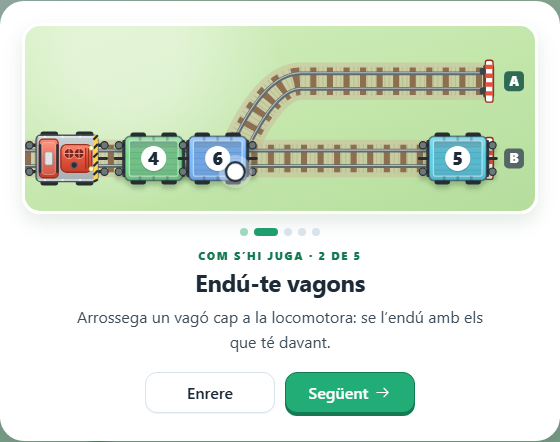 A
4
6
5
B
COM S'HI JUGA · 2 DE 5
Endú-te vagons
Arrossega un vagó cap a la locomotora: se l'endú amb els
que té davant.
Enrere
Següent →